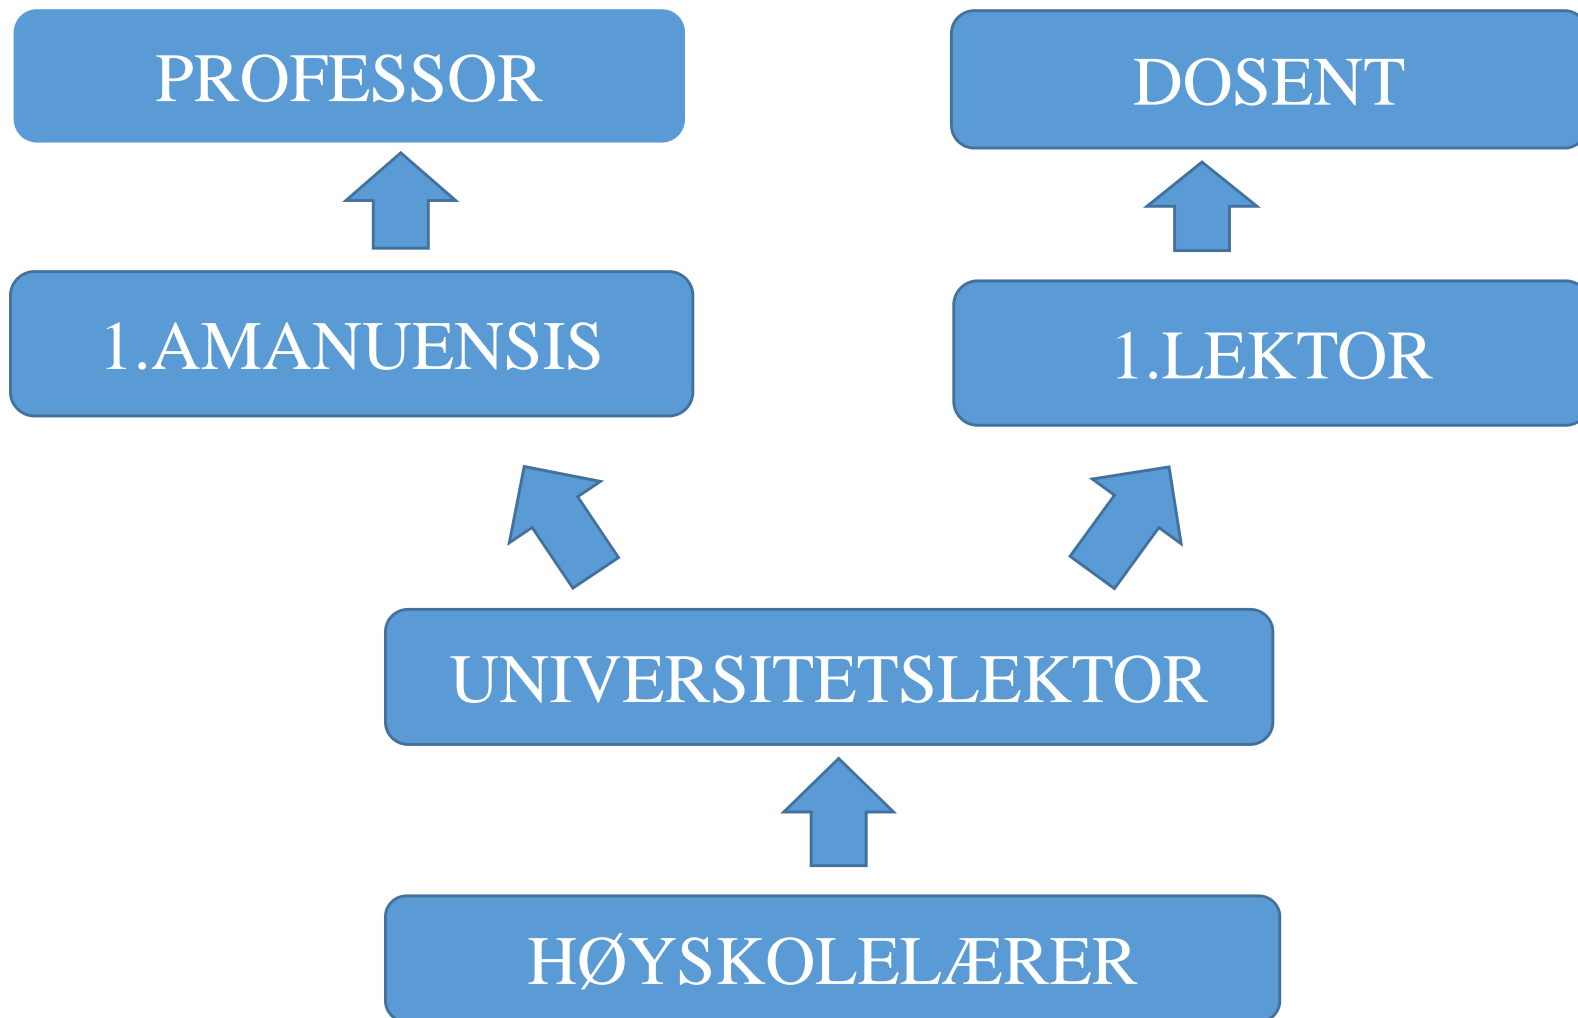 PROFESSOR
DOSENT
1.AMANUENSIS
1.LEKTOR
UNIVERSITETSLEKTOR
HØYSKOLELÆRER